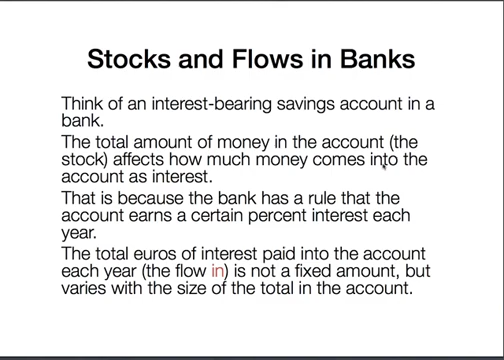 Stocks and Flows in Banks
Think of an interest-bearing savings account in a
bank.
The total amount of money in the account (the
stock) affects how much money comes into the
account as interest.
That is because the bank has a rule that the
account earns a certain percent interest each
year.
The total euros of interest paid into the account
each year (the flow in) is not a fixed amount, but
varies with the size of the total in the account.